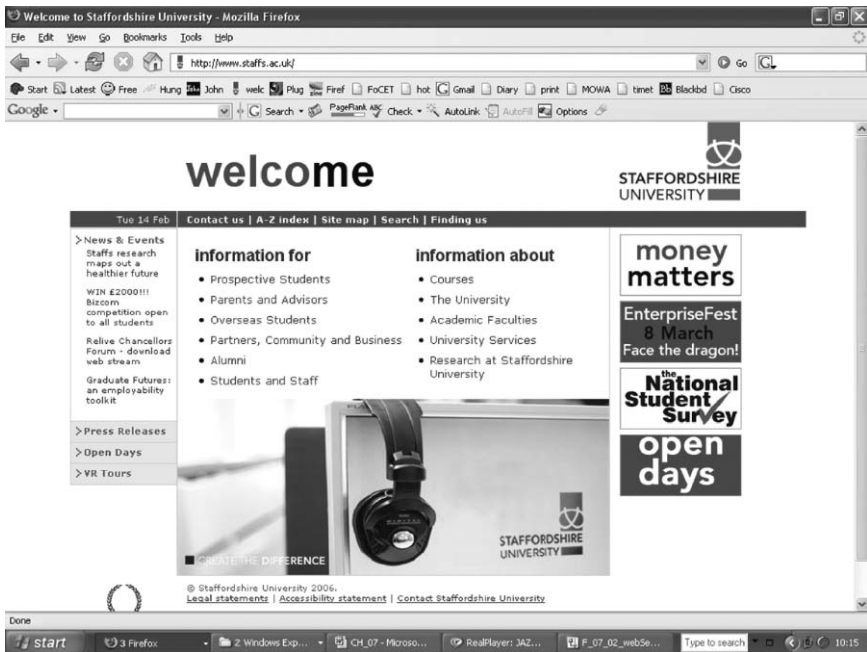 Welcome to Staffordshire University - Mozilla Firefox
File Edit View Go Bookmarks Tools Help
http://www.staffs.ac.uk/
Go
G
Start Latest Free Hung John welc Plug Firef FoCET hot Gmail Diary print MOWA timet Bb Blackbd Cisco
Google
G Search PageRank ABC Check AutoLink AutoFill Options
welcome
STAFFORDSHIRE
UNIVERSITY
Tue 14 Feb
Contact us | A-Z index | Site map | Search | Finding us
>News & Events
Staffs research
maps out a
healthier future
WIN £2000!!!
Bizcom
competition open
to all students
Relive Chancellors
Forum - download
web stream
Graduate Futures:
an employability
toolkit
>Press Releases
>Open Days
>VR Tours
information for
• Prospective Students
• Parents and Advisors
• Overseas Students
• Partners, Community and Business
• Alumni
• Students and Staff
information about
• Courses
• The University
• Academic Faculties
• University Services
• Research at Staffordshire
University
money
matters
EnterpriseFest
8 March
Face the dragon!
the
National
Student
Survey
open
days
DIGITAL
STAFFORDSHIRE
UNIVERSITY
CREATE THE DIFFERENCE
© Staffordshire University 2006.
Legal statements | Accessibility statement | Contact Staffordshire University
Done
start
3 Firefox
2 Windows Exp...
CH_07 - Microso...
RealPlayer: JAZ...
F_07_02_webSe...
Type to search
10:15